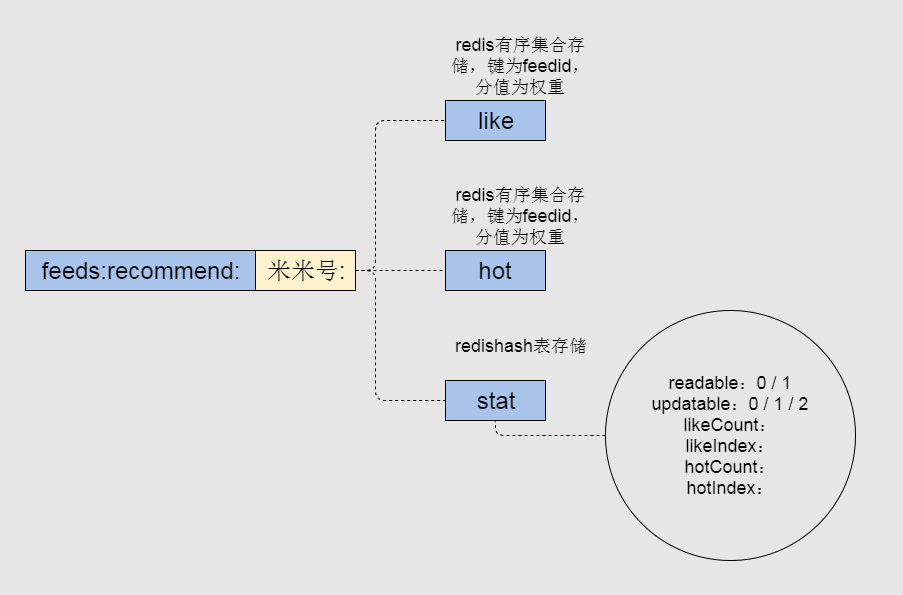 redis有序集合存
储，键为feedid，
分值为权重
like
redis有序集合存
储，键为feedid，
分值为权重
feeds:recommend:
米米号:
hot
redishash表存储
stat
readable：0 / 1
updatable：0 / 1 / 2
likeCount：
likeIndex：
hotCount：
hotIndex：